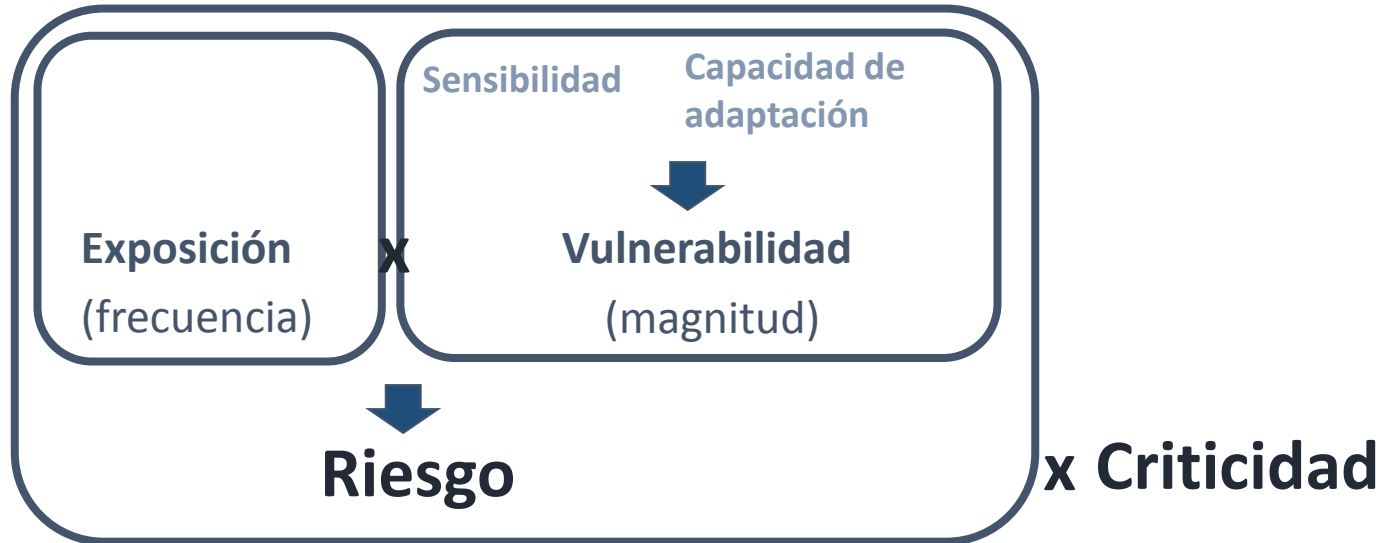 Sensibilidad
Capacidad de
adaptación
Exposición
x
Vulnerabilidad
(frecuencia)
(magnitud)
Riesgo
x Criticidad